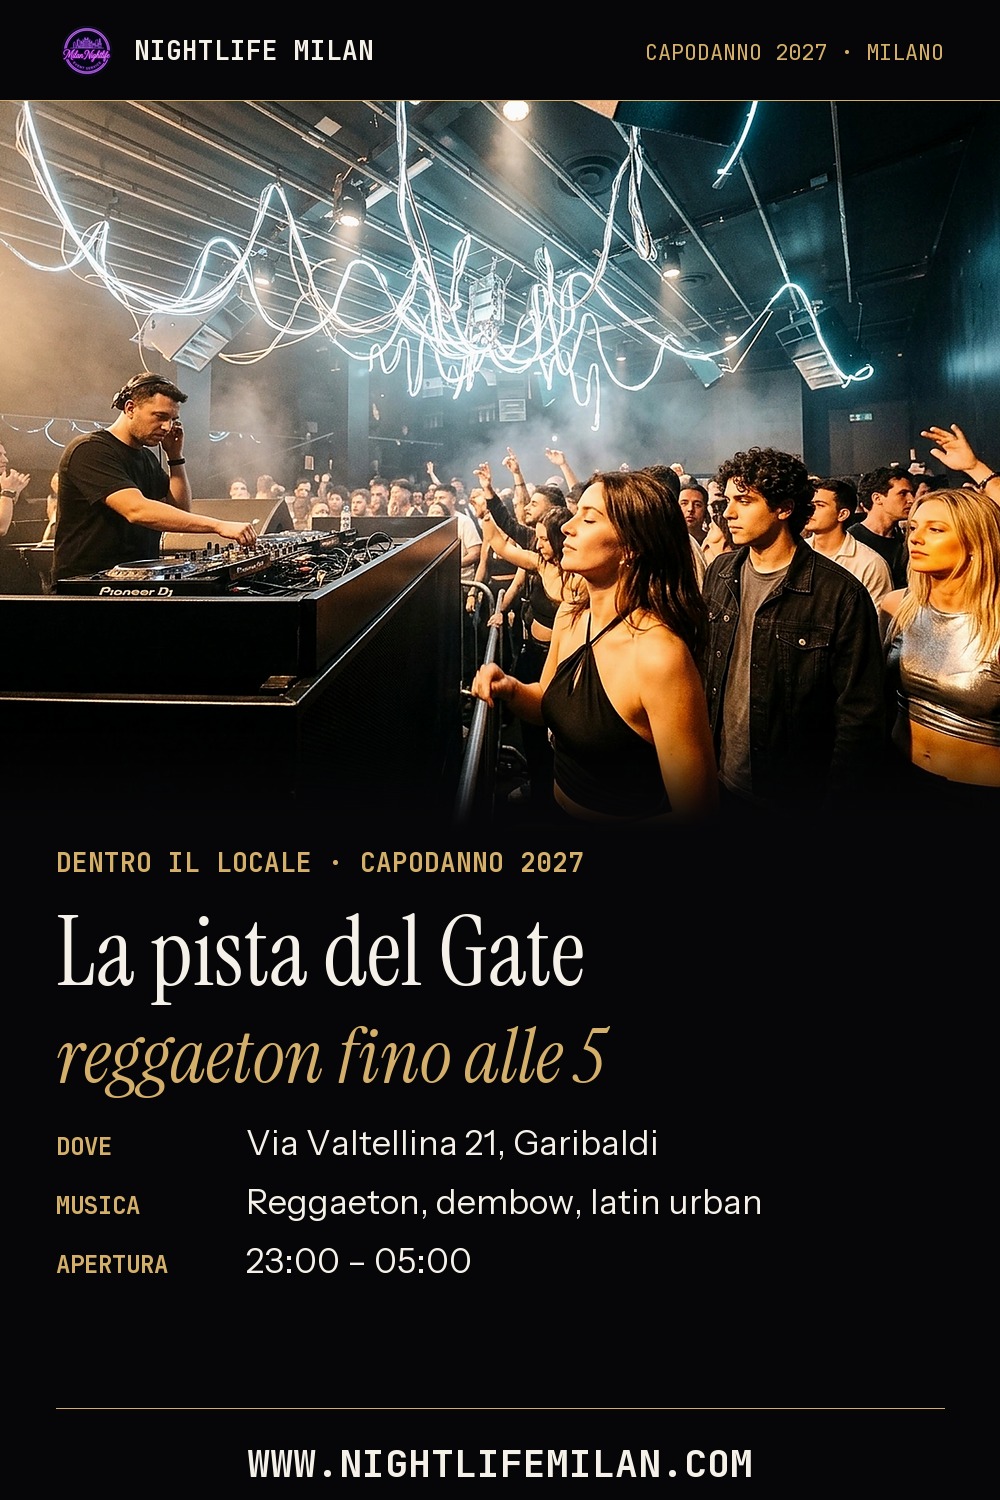 Milan Nightlife
NIGHTLIFE MILAN
CAPODANNO 2027 · MILANO
Pioneer DJ
DENTRO IL LOCALE · CAPODANNO 2027
La pista del Gate
reggaeton fino alle 5
DOVE Via Valtellina 21, Garibaldi
MUSICA Reggaeton, dembow, latin urban
APERTURA 23:00 – 05:00
WWW.NIGHTLIFEMILAN.COM